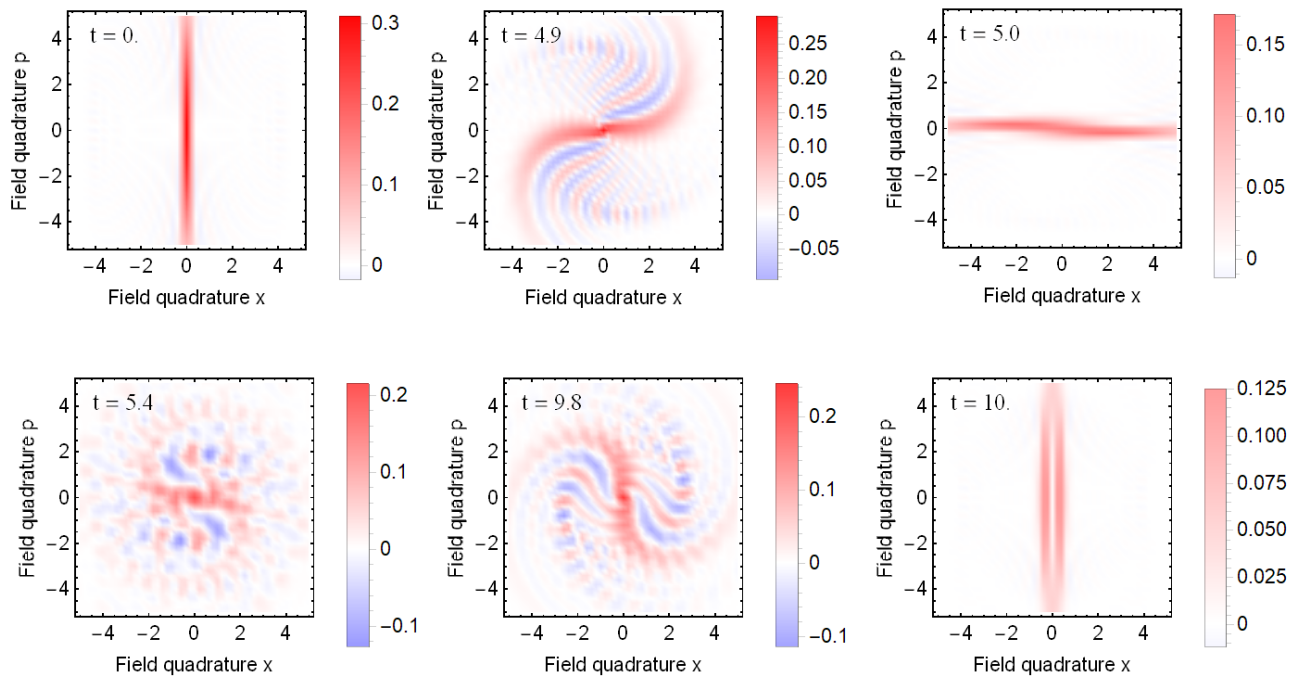 t = 0.
Field quadrature p
4
2
0
−2
−4
−4 −2 0 2 4
Field quadrature x
0.3
0.2
0.1
0
t = 4.9
Field quadrature p
4
2
0
−2
−4
−4 −2 0 2 4
Field quadrature x
0.25
0.20
0.15
0.10
0.05
0
−0.05
t = 5.0
Field quadrature p
4
2
0
−2
−4
−4 −2 0 2 4
Field quadrature x
0.15
0.10
0.05
0
t = 5.4
Field quadrature p
4
2
0
−2
−4
−4 −2 0 2 4
Field quadrature x
0.2
0.1
0
−0.1
t = 9.8
Field quadrature p
4
2
0
−2
−4
−4 −2 0 2 4
Field quadrature x
0.2
0.1
0
−0.1
t = 10.
Field quadrature p
4
2
0
−2
−4
−4 −2 0 2 4
Field quadrature x
0.125
0.100
0.075
0.050
0.025
0